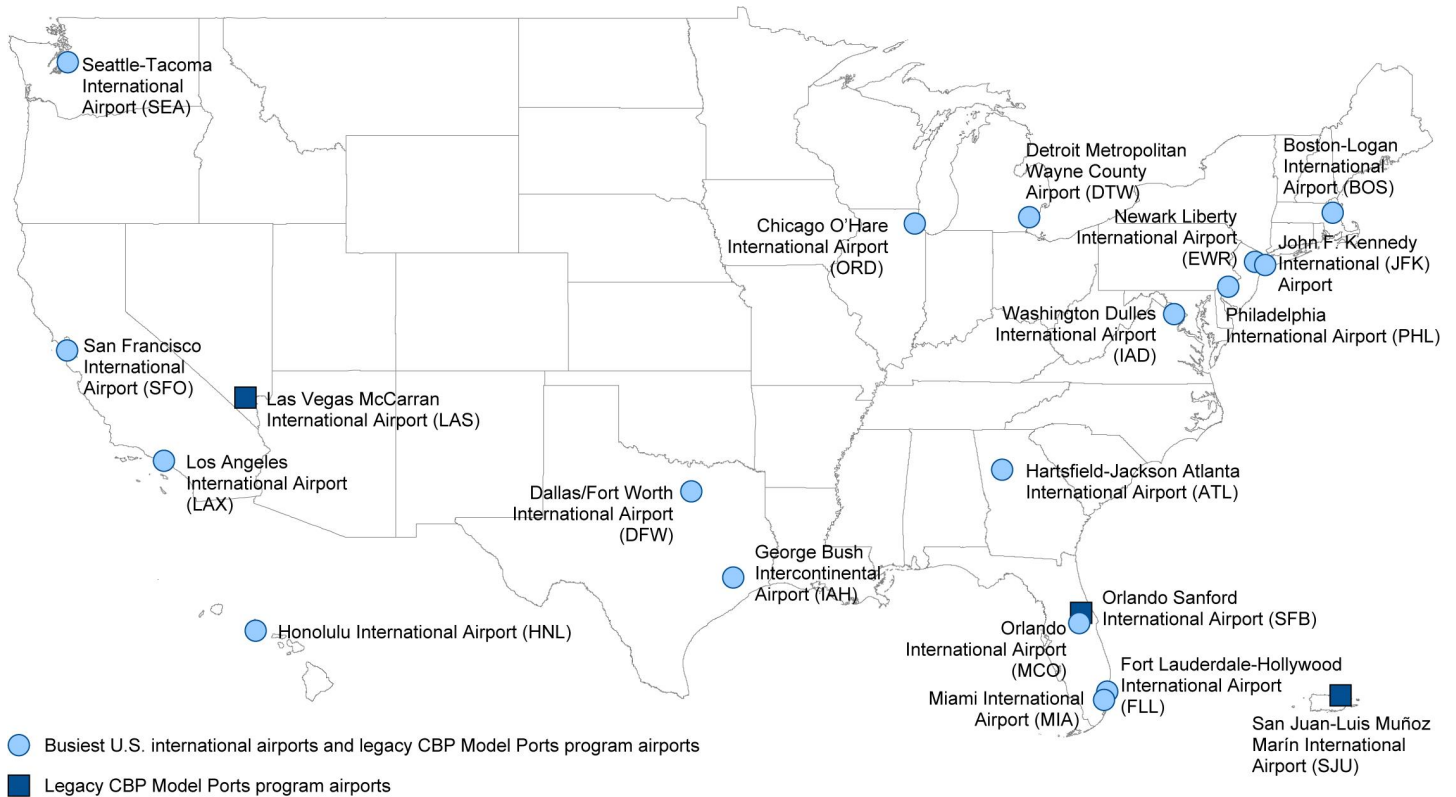 Seattle-Tacoma
International
Airport (SEA)
Detroit Metropolitan
Wayne County
Airport (DTW)
Boston-Logan
International
Airport (BOS)
Chicago O’Hare
International Airport
(ORD)
Newark Liberty
International Airport
(EWR)
John F. Kennedy
International (JFK)
Airport
Washington Dulles
International Airport
(IAD)
Philadelphia
International Airport (PHL)
San Francisco
International
Airport (SFO)
Las Vegas McCarran
International Airport (LAS)
Los Angeles
International Airport
(LAX)
Dallas/Fort Worth
International Airport
(DFW)
Hartsfield-Jackson Atlanta
International Airport (ATL)
George Bush
Intercontinental
Airport (IAH)
Honolulu International Airport (HNL)
Orlando Sanford
International Airport (SFB)
Orlando
International Airport
(MCO)
Fort Lauderdale-Hollywood
International Airport
(FLL)
Miami International
Airport (MIA)
San Juan-Luis Muñoz
Marín International
Airport (SJU)
Busiest U.S. international airports and legacy CBP Model Ports program airports
Legacy CBP Model Ports program airports